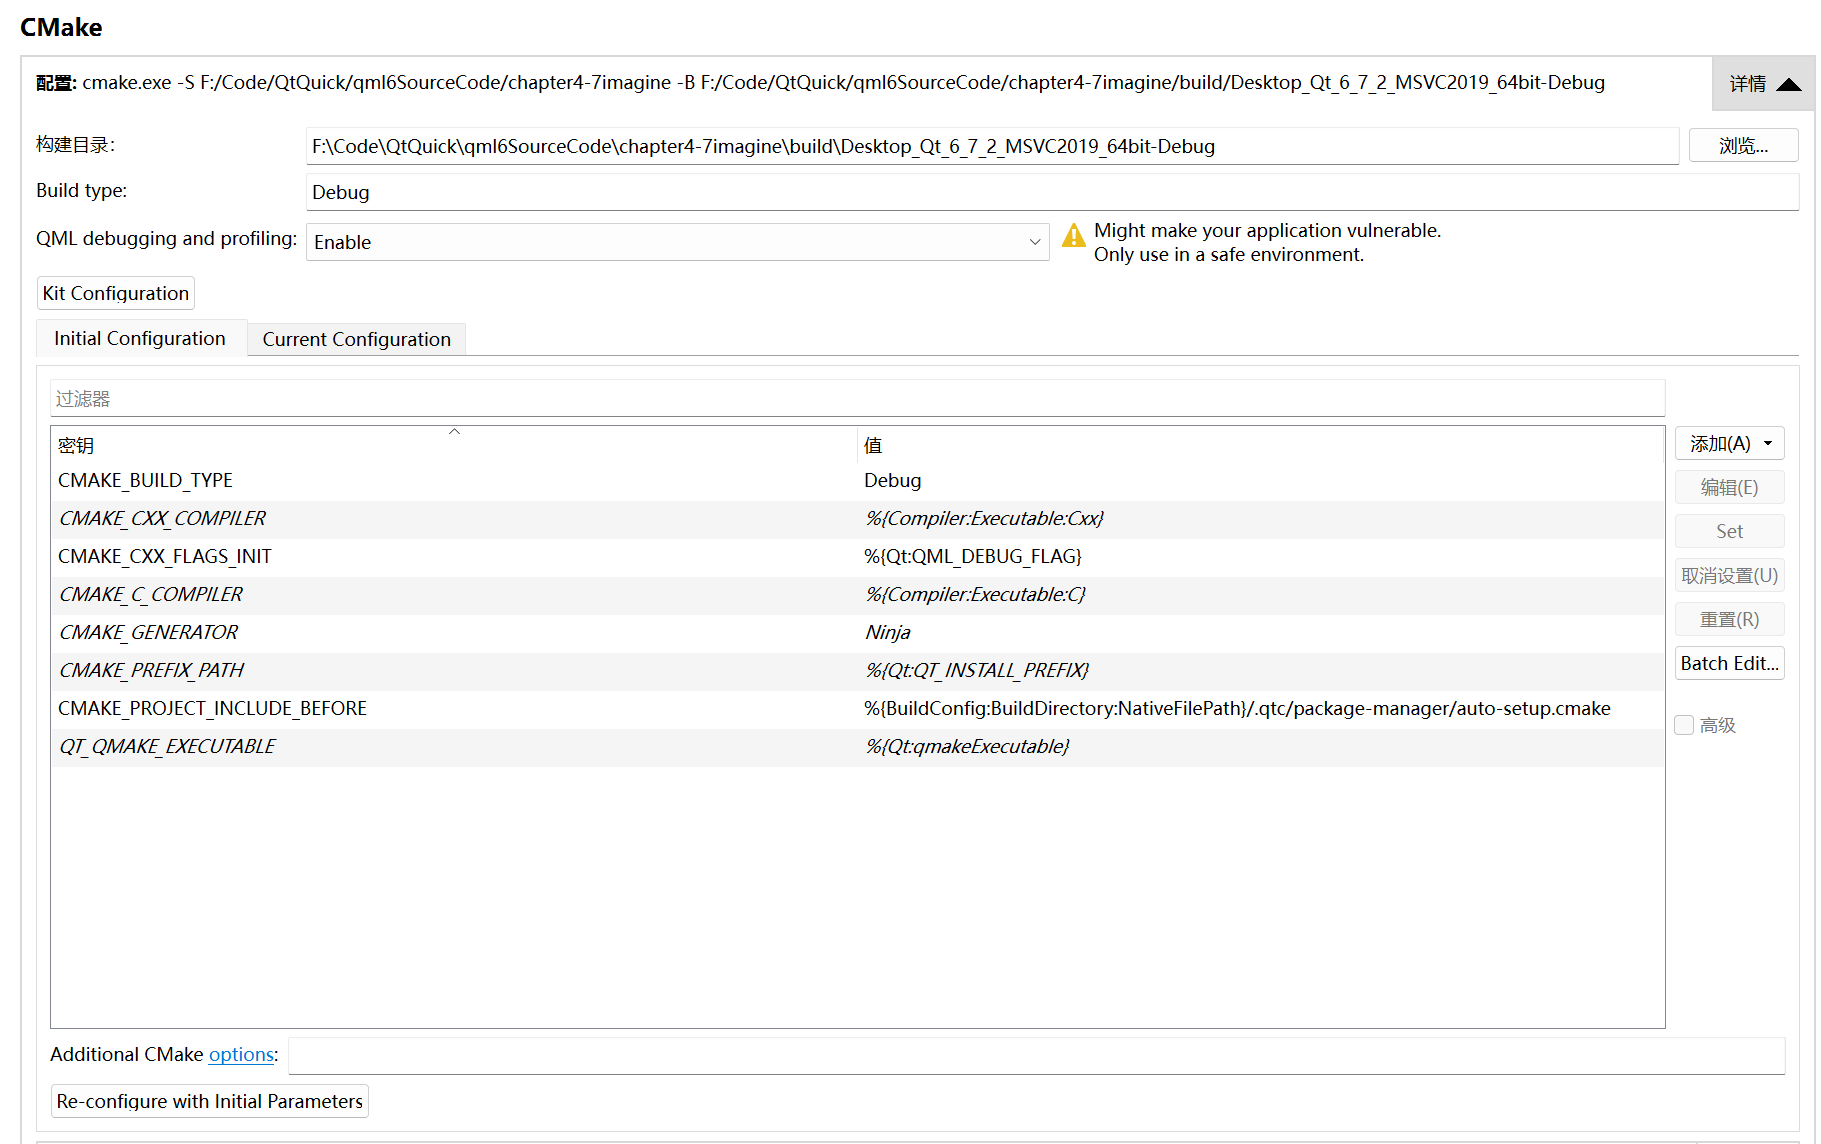 CMake
配置: cmake.exe -S F:/Code/QtQuick/qml6SourceCode/chapter4-7imagine -B F:/Code/QtQuick/qml6SourceCode/chapter4-7imagine/build/Desktop_Qt_6_7_2_MSVC2019_64bit-Debug
详情
构建目录:
F:\Code\QtQuick\qml6SourceCode\chapter4-7imagine\build\Desktop_Qt_6_7_2_MSVC2019_64bit-Debug
浏览...
Build type:
Debug
QML debugging and profiling:
Enable
Might make your application vulnerable.
Only use in a safe environment.
Kit Configuration
Initial Configuration
Current Configuration
过滤器
密钥
值
添加(A)
CMAKE_BUILD_TYPE
Debug
编辑(E)
CMAKE_CXX_COMPILER
%{Compiler:Executable:Cxx}
Set
CMAKE_CXX_FLAGS_INIT
%{Qt:QML_DEBUG_FLAG}
取消设置(U)
CMAKE_C_COMPILER
%{Compiler:Executable:C}
重置(R)
CMAKE_GENERATOR
Ninja
Batch Edit...
CMAKE_PREFIX_PATH
%{Qt:QT_INSTALL_PREFIX}
CMAKE_PROJECT_INCLUDE_BEFORE
%{BuildConfig:BuildDirectory:NativeFilePath}/.qtc/package-manager/auto-setup.cmake
高级
QT_QMAKE_EXECUTABLE
%{Qt:qmakeExecutable}
Additional CMake options:
Re-configure with Initial Parameters